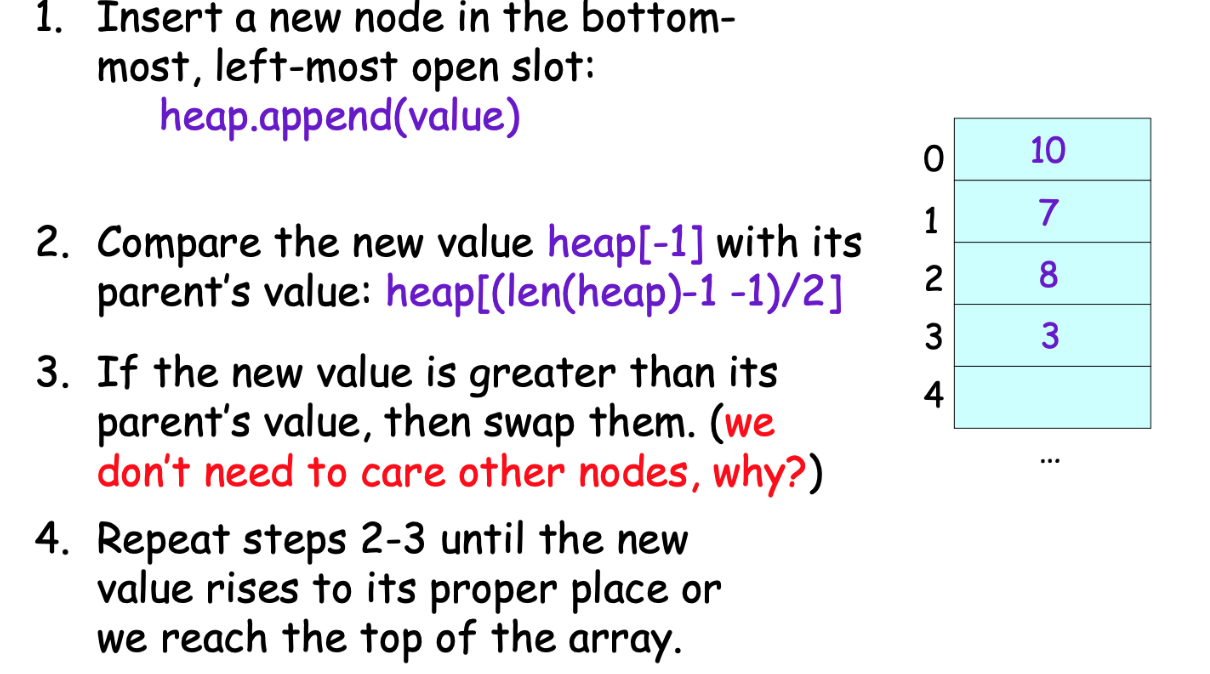 1. Insert a new node in the bottom-
most, left-most open slot:
heap.append(value)
2. Compare the new value heap[-1] with its
parent's value: heap[(len(heap)-1 -1)/2]
3. If the new value is greater than its
parent's value, then swap them. (we
don't need to care other nodes, why?)
4. Repeat steps 2-3 until the new
value rises to its proper place or
we reach the top of the array.
0 10
1 7
2 8
3 3
4
...